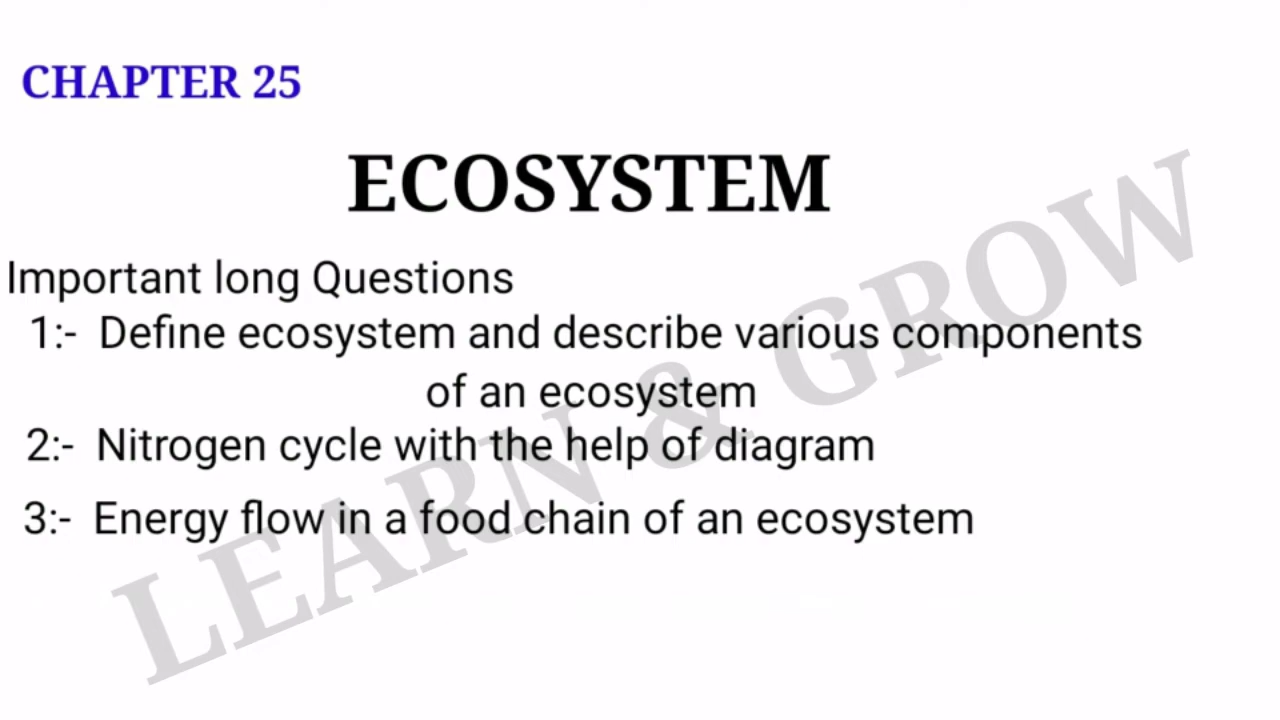 CHAPTER 25
ECOSYSTEM
Important long Questions
1:- Define ecosystem and describe various components
of an ecosystem
2:- Nitrogen cycle with the help of diagram
3:- Energy flow in a food chain of an ecosystem
LEARN & GROW